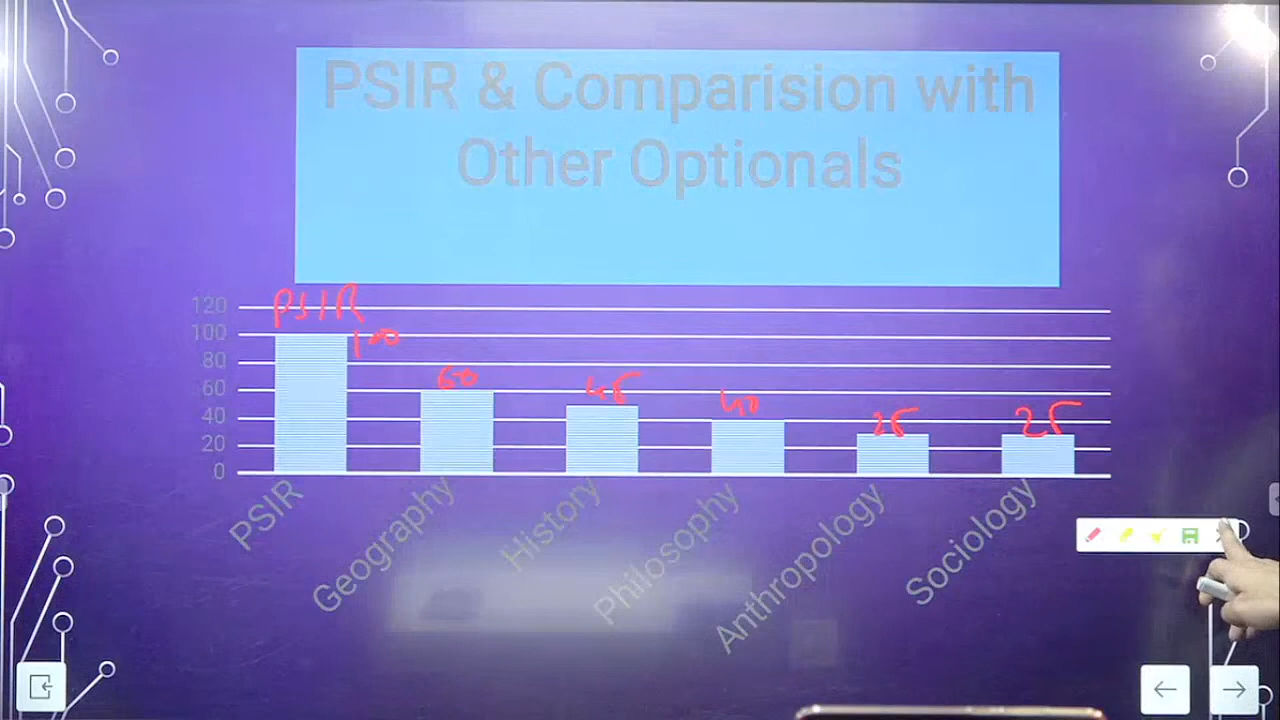 PSIR & Comparision with
Other Optionals
120
100
80
60
40
20
0
PSIR
100
60
45
40
25
25
PSIR
Geography
History
Philosophy
Anthropology
Sociology